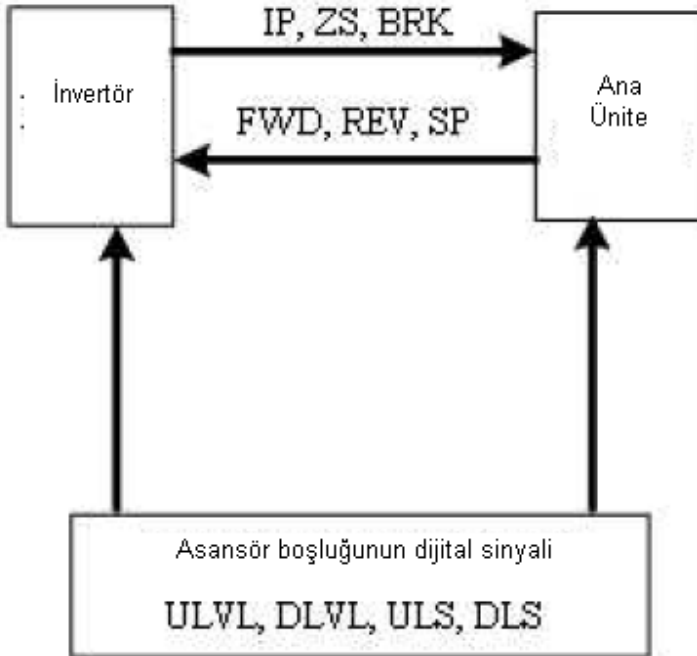 IP, ZS, BRK
İnvertör
Ana
Ünite
FWD, REV, SP
Asansör boşluğunun dijital sinyali
ULVL, DLVL, ULS, DLS